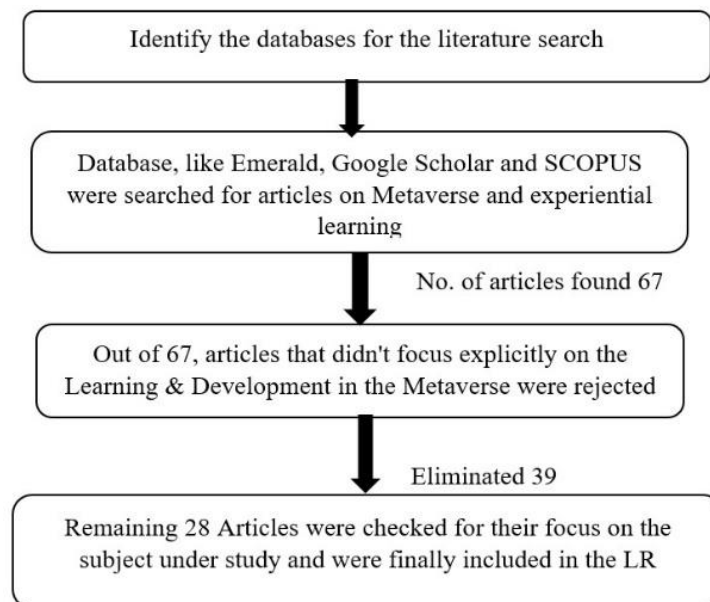 Identify the databases for the literature search
Database, like Emerald, Google Scholar and SCOPUS
were searched for articles on Metaverse and experiential
learning
No. of articles found 67
Out of 67, articles that didn't focus explicitly on the
Learning & Development in the Metaverse were rejected
Eliminated 39
Remaining 28 Articles were checked for their focus on the
subject under study and were finally included in the LR